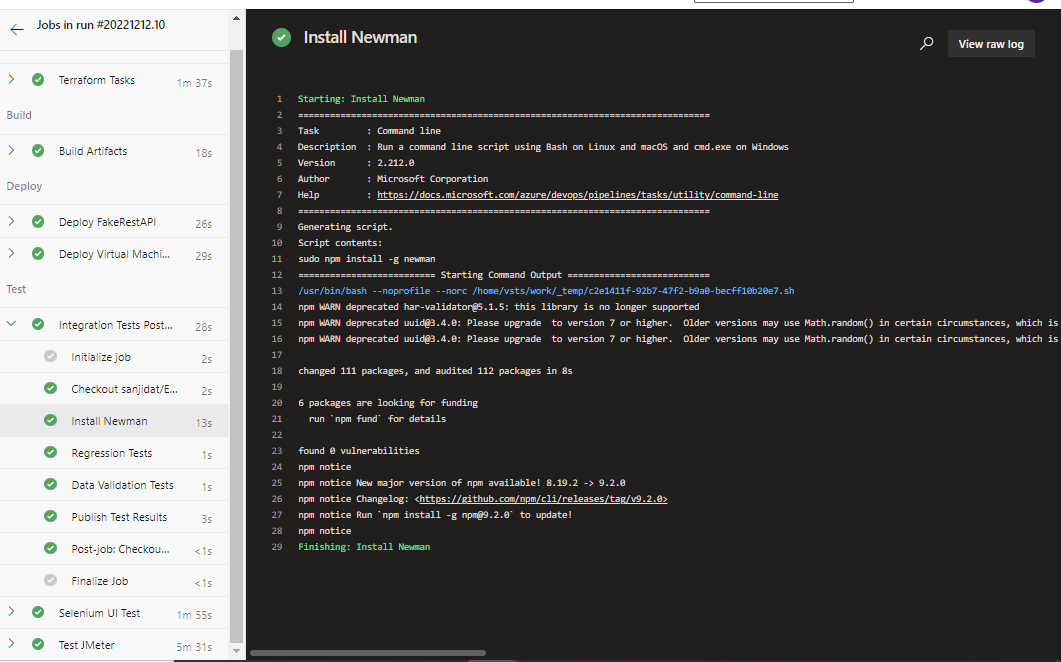 Jobs in run #20221212.10
Terraform Tasks 1m 37s
Build
Build Artifacts 18s
Deploy
Deploy FakeRestAPI 26s
Deploy Virtual Machi... 29s
Test
Integration Tests Post... 28s
Initialize job 2s
Checkout sanjidat/E... 2s
Install Newman 13s
Regression Tests 1s
Data Validation Tests 1s
Publish Test Results 3s
Post-job: Checkou... <1s
Finalize Job <1s
Selenium UI Test 1m 55s
Test JMeter 5m 31s
Install Newman
View raw log
1 Starting: Install Newman
2 ==============================================================================
3 Task         : Command line
4 Description  : Run a command line script using Bash on Linux and macOS and cmd.exe on Windows
5 Version      : 2.212.0
6 Author       : Microsoft Corporation
7 Help         : https://docs.microsoft.com/azure/devops/pipelines/tasks/utility/command-line
8 ==============================================================================
9 Generating script.
10 Script contents:
11 sudo npm install -g newman
12 ========================== Starting Command Output ===========================
13 /usr/bin/bash --noprofile --norc /home/vsts/work/_temp/c2e1411f-92b7-47f2-b9a0-becff10b20e7.sh
14 npm WARN deprecated har-validator@5.1.5: this library is no longer supported
15 npm WARN deprecated uuid@3.4.0: Please upgrade  to version 7 or higher.  Older versions may use Math.random() in certain circumstances, which is
16 npm WARN deprecated uuid@3.4.0: Please upgrade  to version 7 or higher.  Older versions may use Math.random() in certain circumstances, which is
17
18 changed 111 packages, and audited 112 packages in 8s
19
20 6 packages are looking for funding
21   run `npm fund` for details
22
23 found 0 vulnerabilities
24 npm notice
25 npm notice New major version of npm available! 8.19.2 -> 9.2.0
26 npm notice Changelog: <https://github.com/npm/cli/releases/tag/v9.2.0>
27 npm notice Run `npm install -g npm@9.2.0` to update!
28 npm notice
29 Finishing: Install Newman